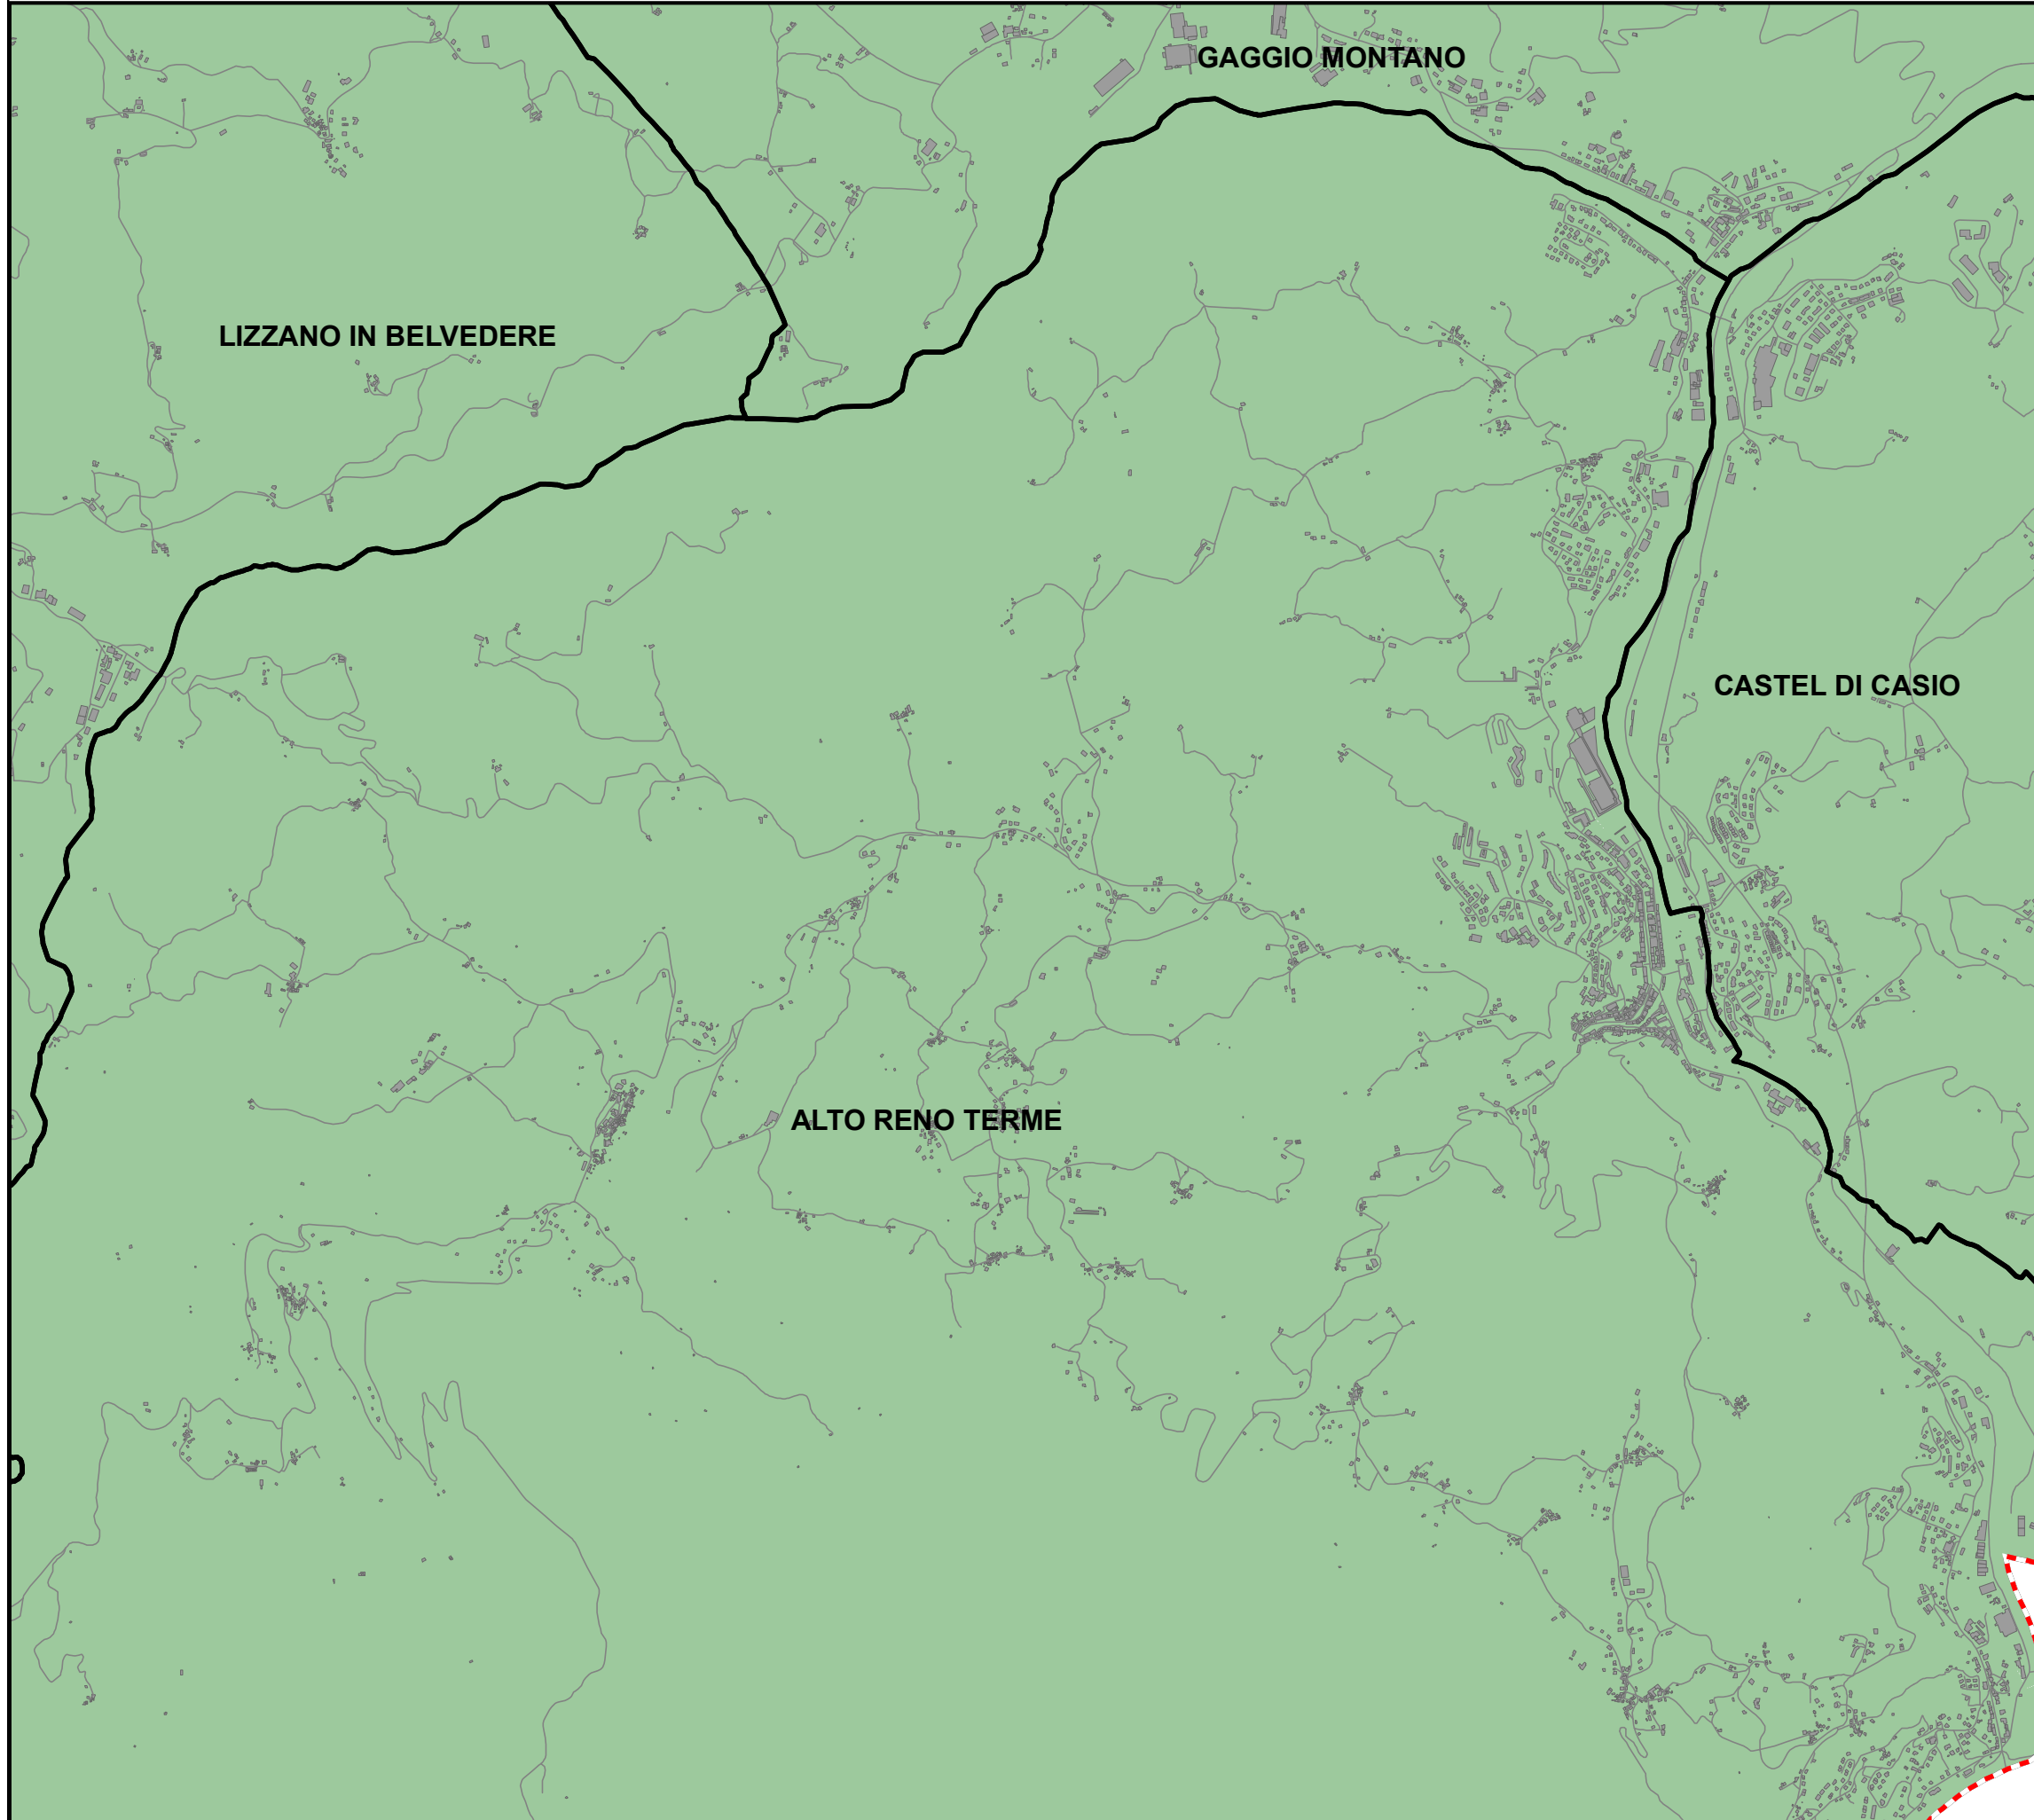 GAGGIO MONTANO
LIZZANO IN BELVEDERE
CASTEL DI CASIO
ALTO RENO TERME